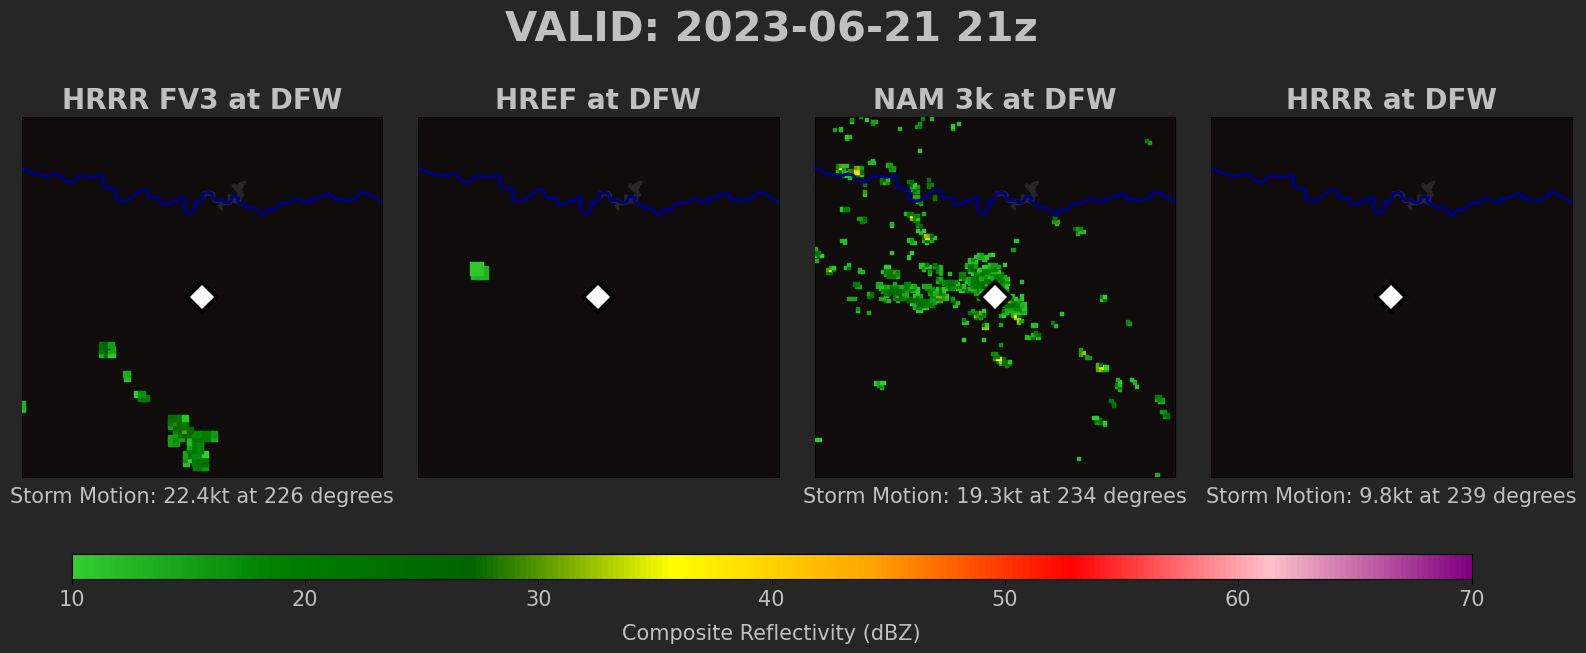 VALID: 2023-06-21 21z
HRRR FV3 at DFW
HREF at DFW
NAM 3k at DFW
HRRR at DFW
Storm Motion: 22.4kt at 226 degrees
Storm Motion: 19.3kt at 234 degrees
Storm Motion: 9.8kt at 239 degrees
10 20 30 40 50 60 70
Composite Reflectivity (dBZ)